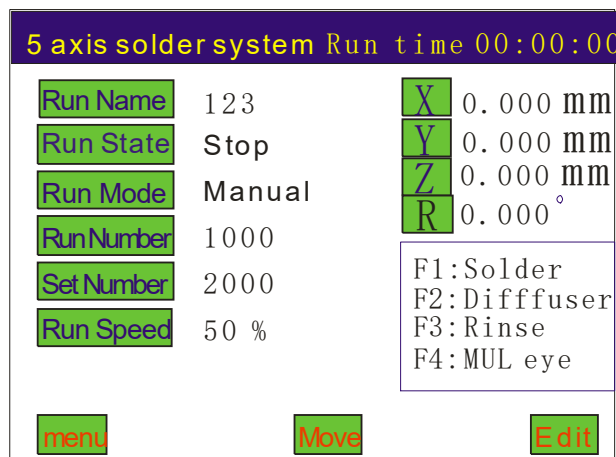 5 axis solder system Run time 00:00:00
Run Name 123
Run State Stop
Run Mode Manual
Run Number 1000
Set Number 2000
Run Speed 50 %
X 0.000 mm
Y 0.000 mm
Z 0.000 mm
R 0.000°
F1:Solder
F2:Difffuser
F3:Rinse
F4:MUL eye
menu Move Edit